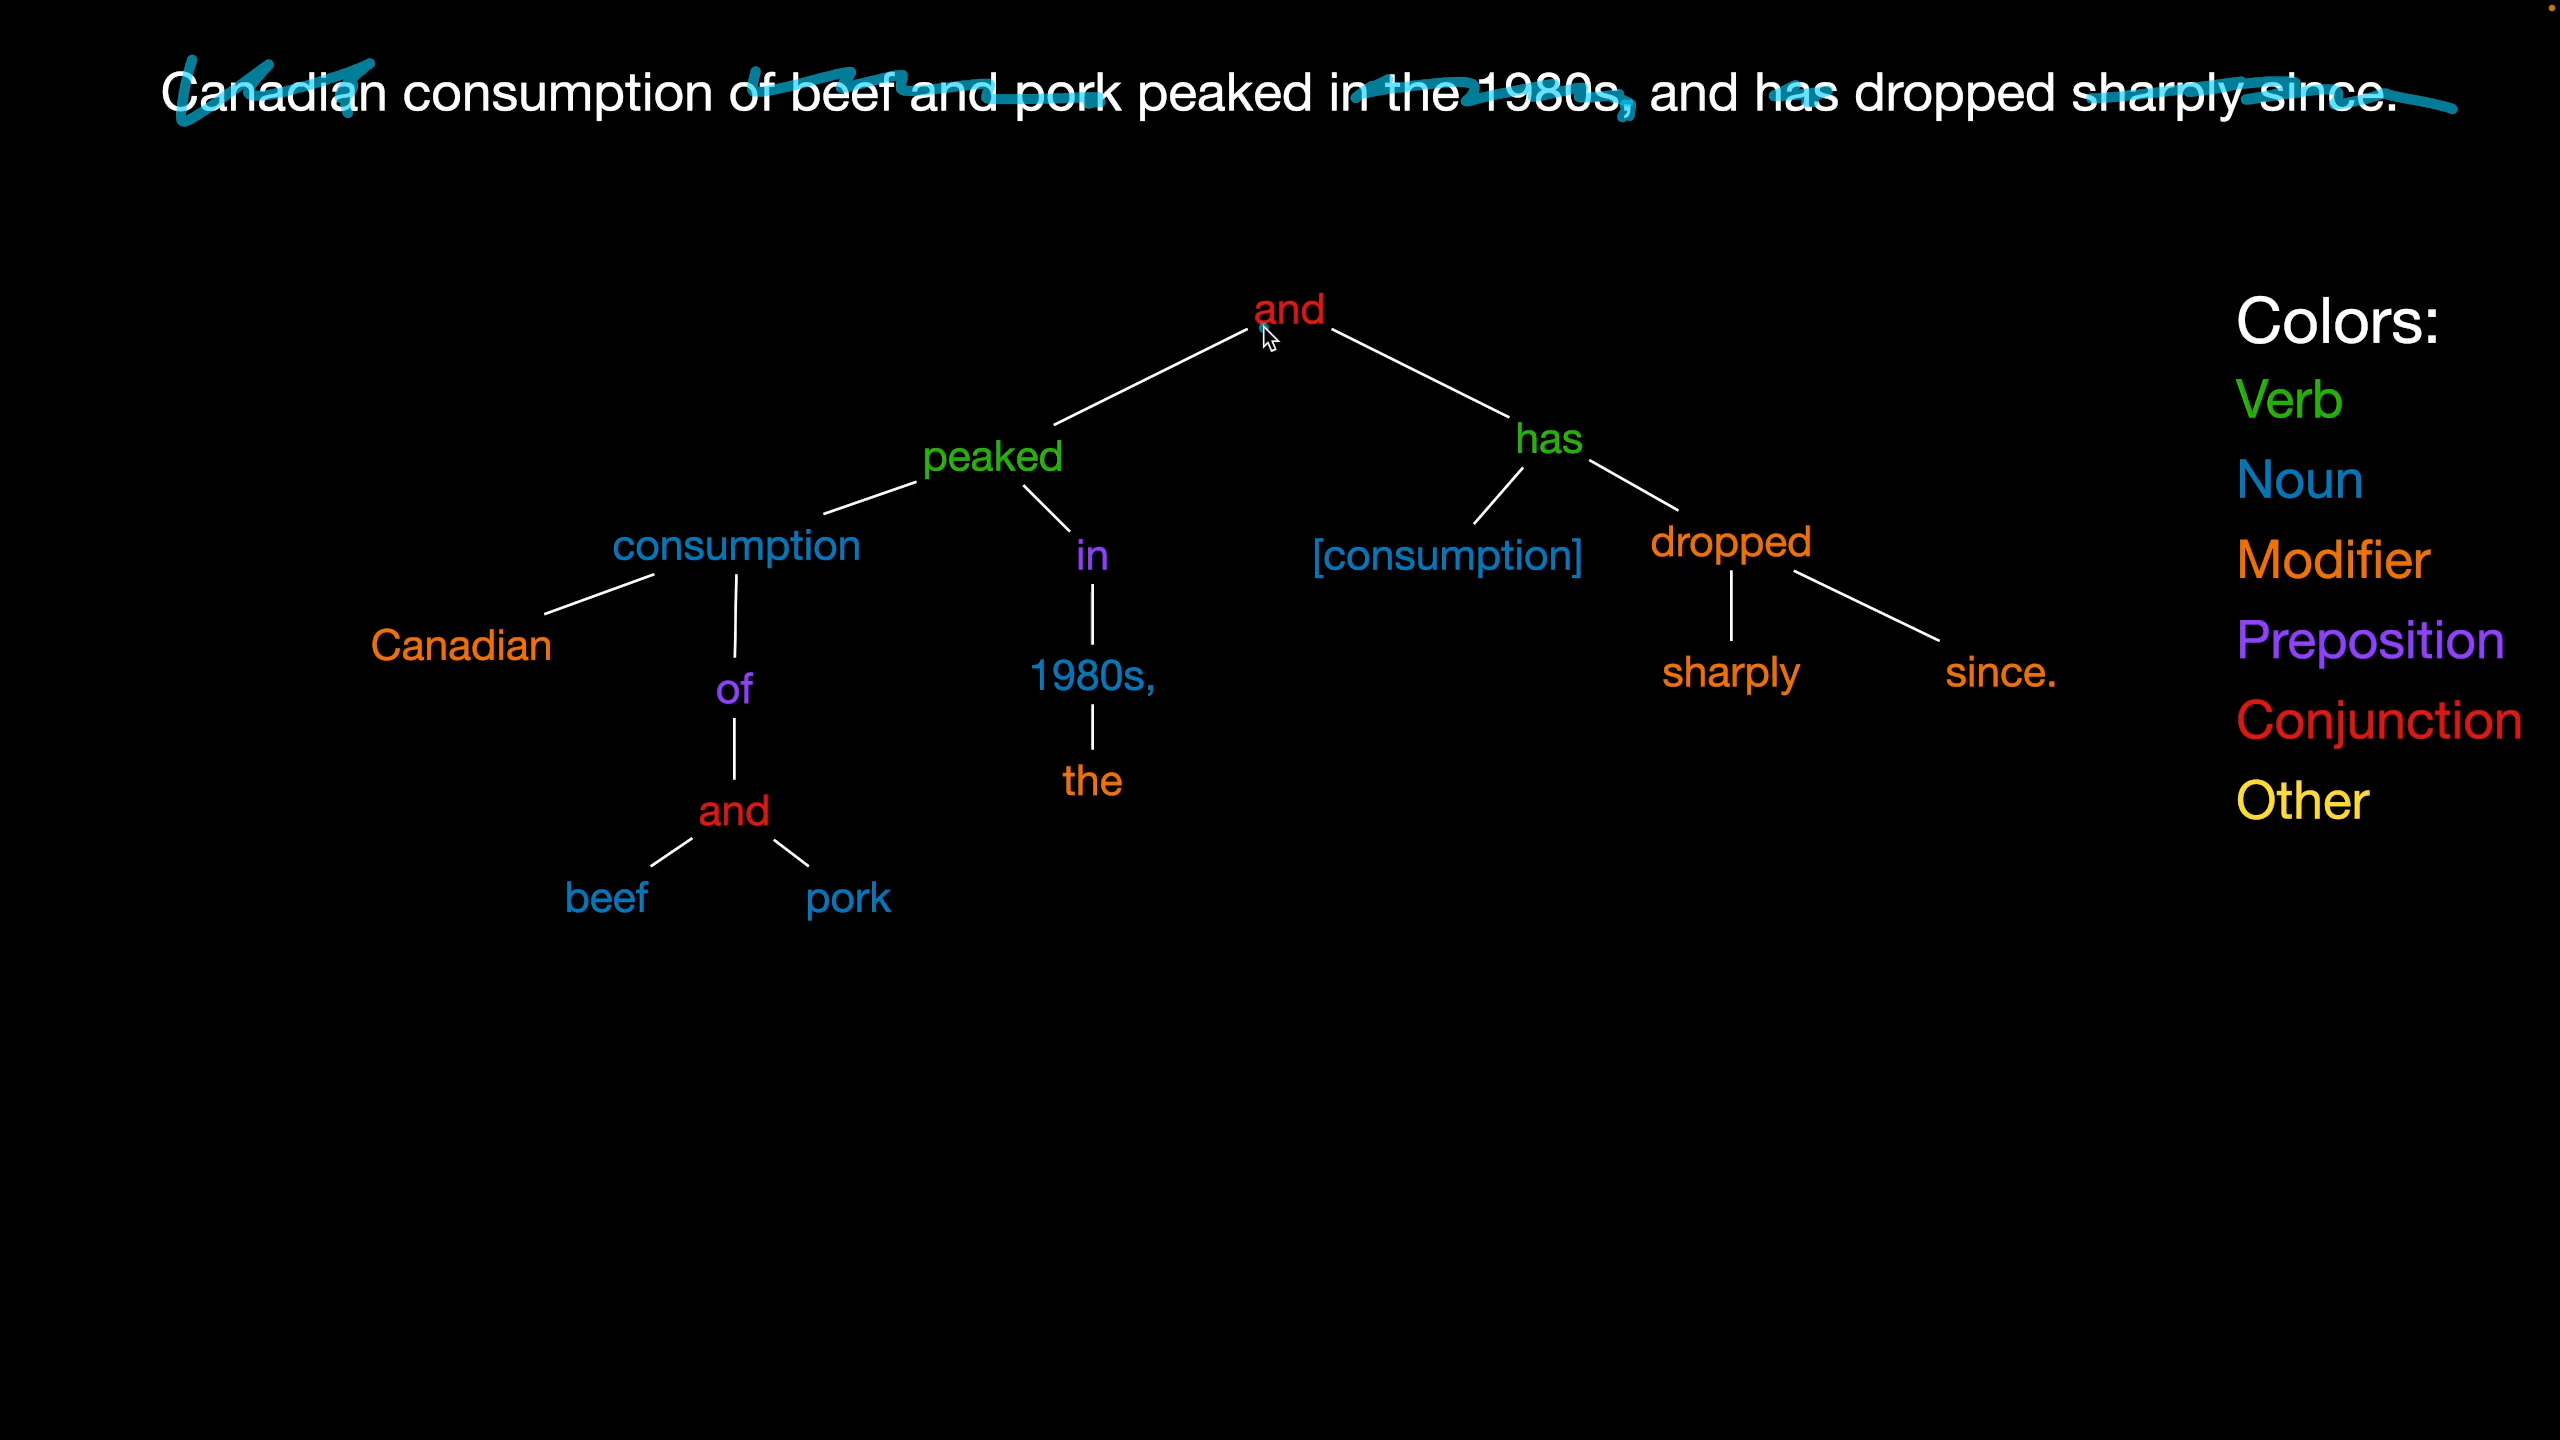 Canadian consumption of beef and pork peaked in the 1980s, and has dropped sharply since.
and
Colors:
Verb
peaked
has
Noun
consumption
in
[consumption]
dropped
Modifier
Canadian
of
1980s,
sharply
since.
Preposition
the
Conjunction
and
Other
beef
pork